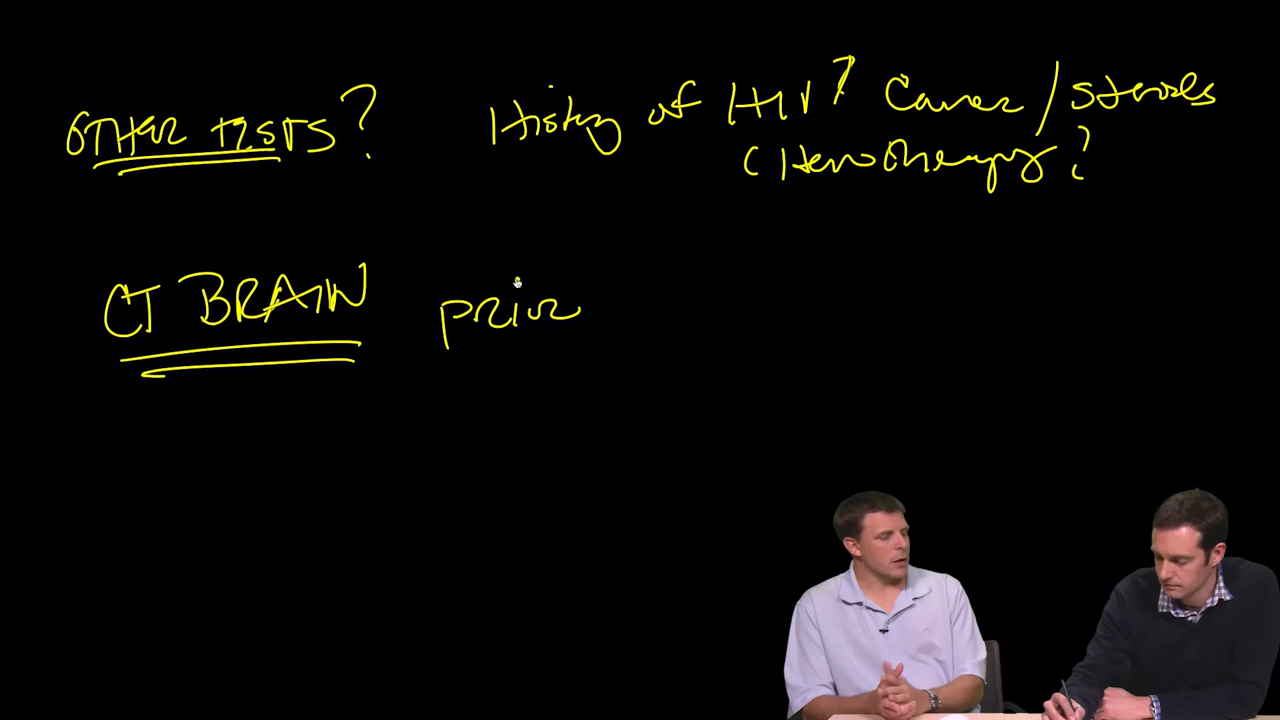 OTHER TESTS? History of HIV? Cancer/Steroids
Chemotherapy?
CT BRAIN prior